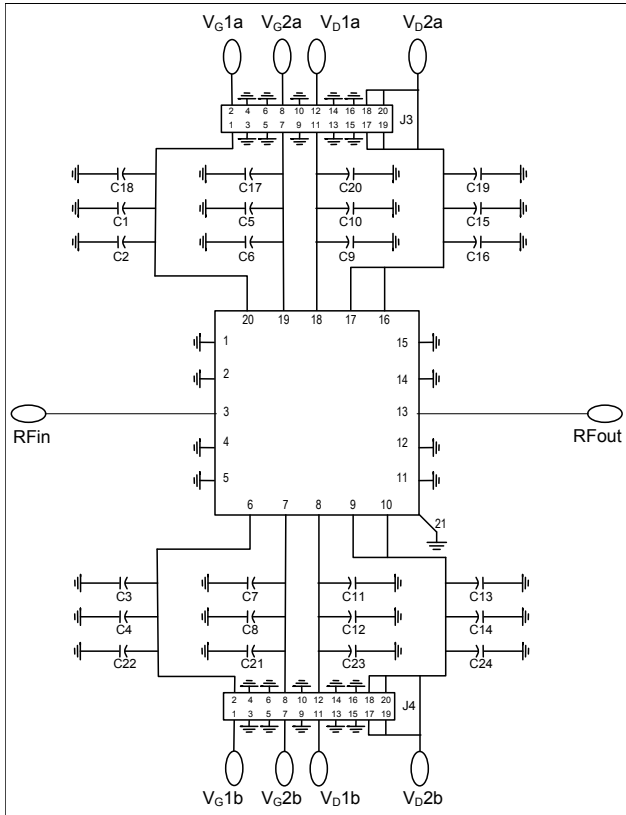 VG1a VG2a VD1a VD2a
2 4 6 8 10 12 14 16 18 20
1 3 5 7 9 11 13 15 17 19
J3
C18 C17 C20 C19
C1 C5 C10 C15
C2 C6 C9 C16
20 19 18 17 16
1 15
2 14
3 13
RFin RFout
4 12
5 11
6 7 8 9 10
21
C3 C7 C11 C13
C4 C8 C12 C14
C22 C21 C23 C24
2 4 6 8 10 12 14 16 18 20
1 3 5 7 9 11 13 15 17 19
J4
VG1b VG2b VD1b VD2b